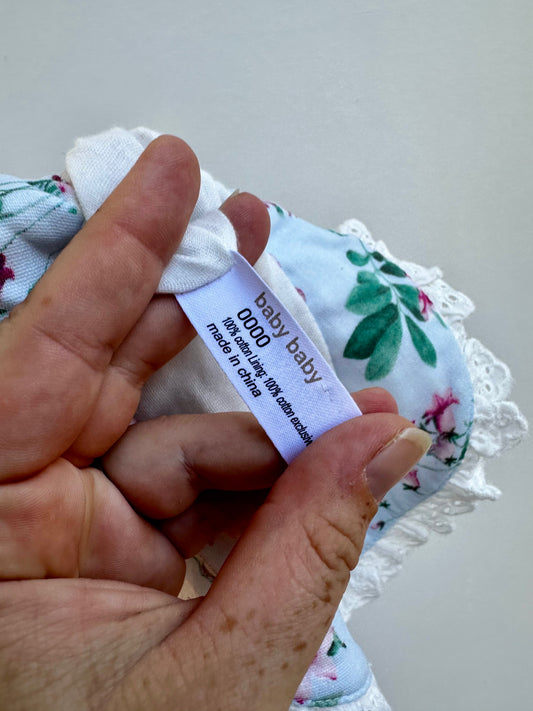 baby baby
0000
100% cotton Lining: 100% cotton exclusive
made in china